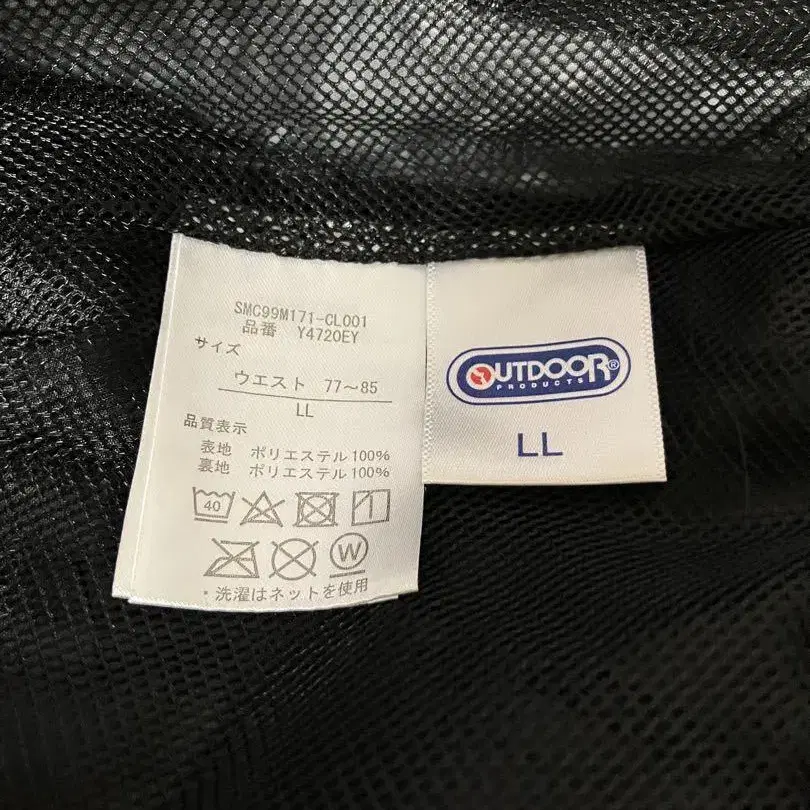 SMC99M171-CL001
品番 Y4720EY
サイズ
ウエスト 77～85
LL
品質表示
表地 ポリエステル100%
裏地 ポリエステル100%
40
W
・洗濯はネットを使用
OUTDOOR®
PRODUCTS
LL